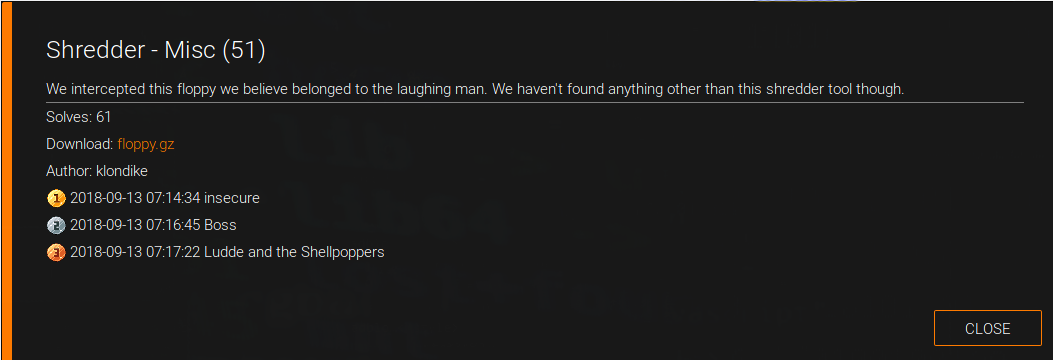 Shredder - Misc (51)
We intercepted this floppy we believe belonged to the laughing man. We haven't found anything other than this shredder tool though.
Solves: 61
Download: floppy.gz
Author: klondike
1 2018-09-13 07:14:34 insecure
2 2018-09-13 07:16:45 Boss
3 2018-09-13 07:17:22 Ludde and the Shellpoppers
CLOSE